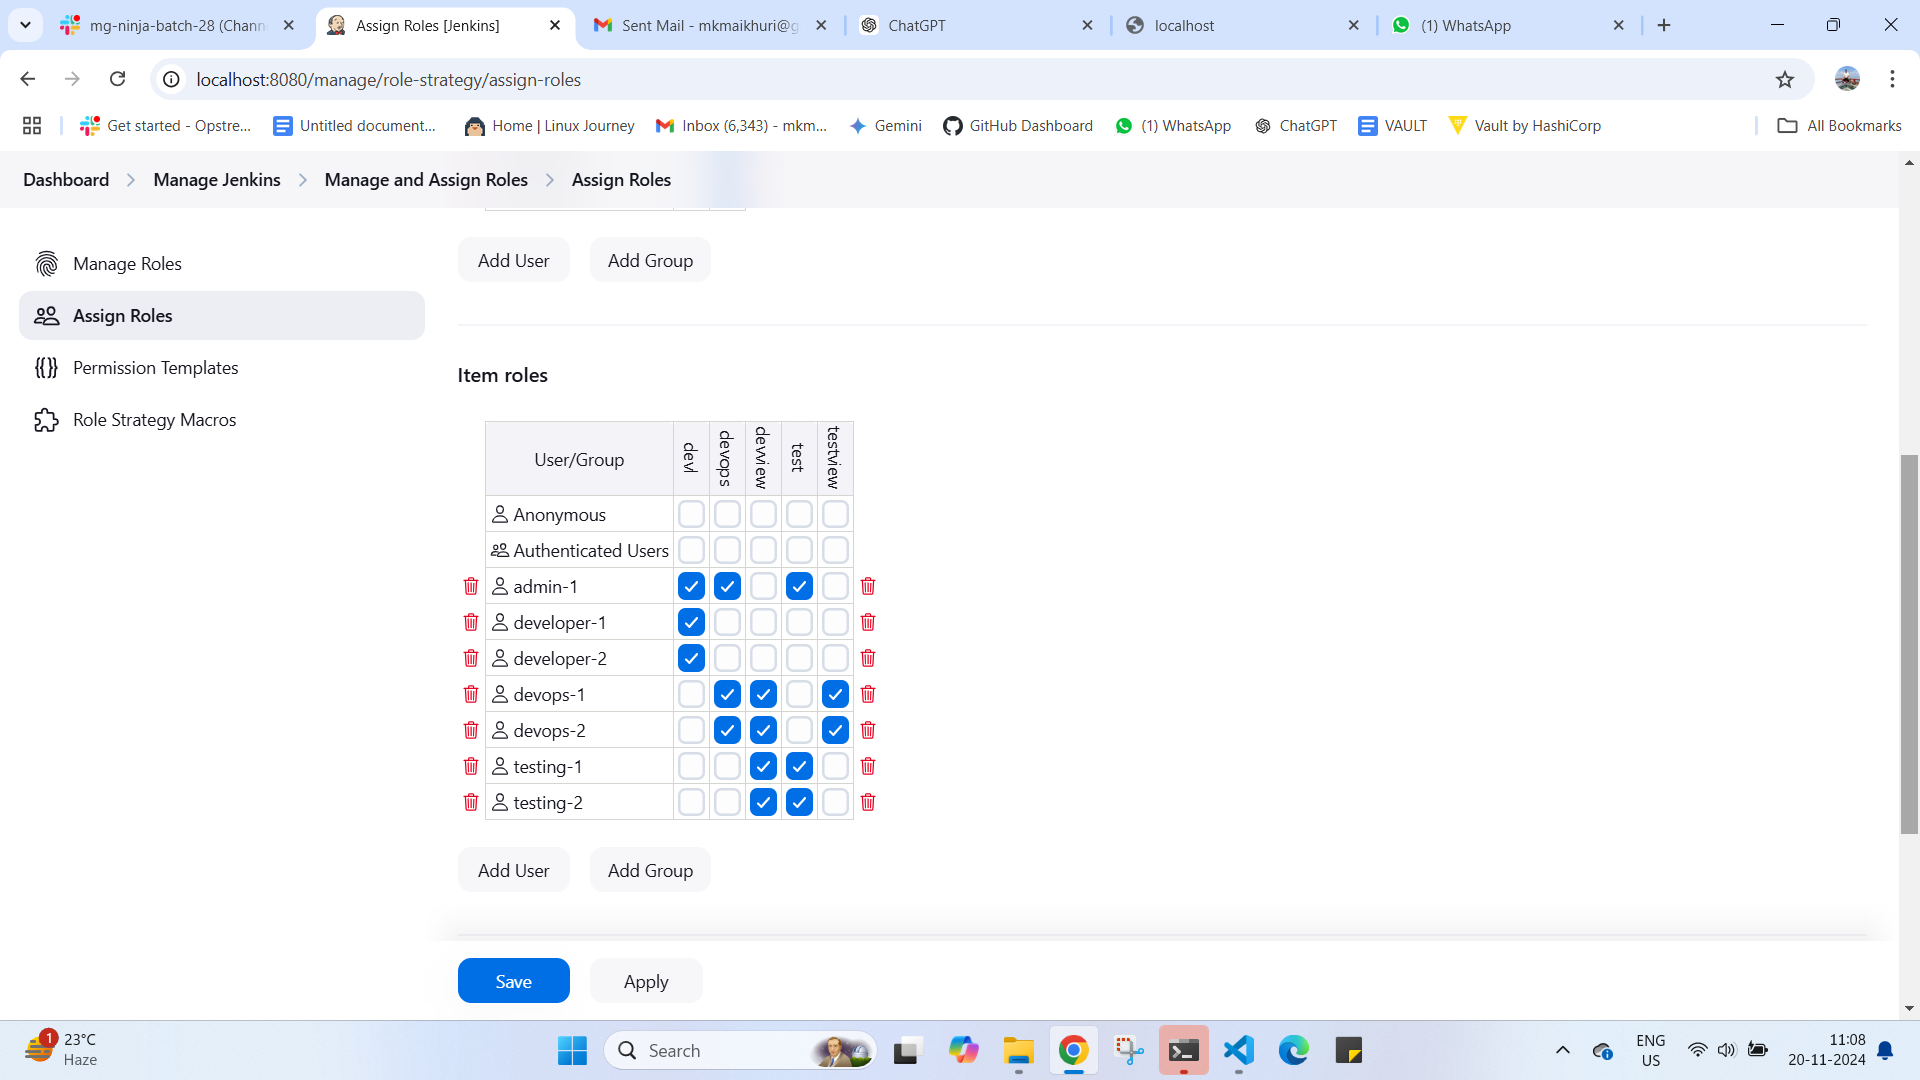 mg-ninja-batch-28 (Chann
Assign Roles [Jenkins]
Sent Mail - mkmaikhuri@g
ChatGPT
localhost
(1) WhatsApp
localhost:8080/manage/role-strategy/assign-roles
Get started - Opstre...
Untitled document...
Home | Linux Journey
Inbox (6,343) - mkm...
Gemini
GitHub Dashboard
(1) WhatsApp
ChatGPT
VAULT
Vault by HashiCorp
All Bookmarks
Dashboard
Manage Jenkins
Manage and Assign Roles
Assign Roles
Manage Roles
Assign Roles
Permission Templates
Role Strategy Macros
Add User
Add Group
Item roles
User/Group
devl
devops
devview
test
testview
Anonymous
Authenticated Users
admin-1
developer-1
developer-2
devops-1
devops-2
testing-1
testing-2
Add User
Add Group
Save
Apply
1
23°C
Haze
Search
ENG
US
11:08
20-11-2024